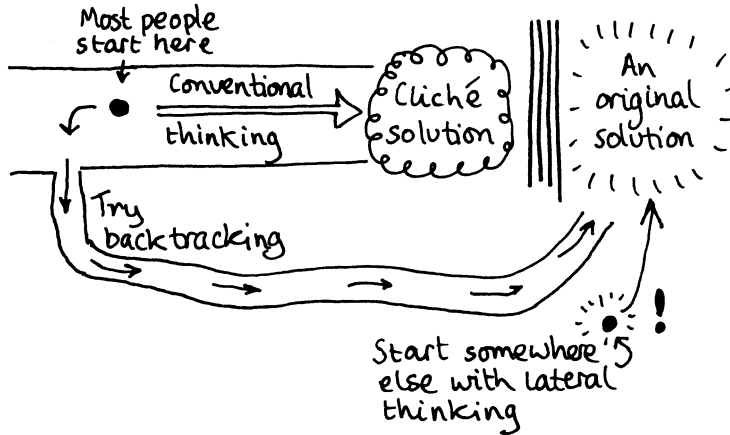 Most people
start here
Conventional
thinking
Cliché
solution
An
original
solution
Try
backtracking
!
Start somewhere
else with lateral
thinking